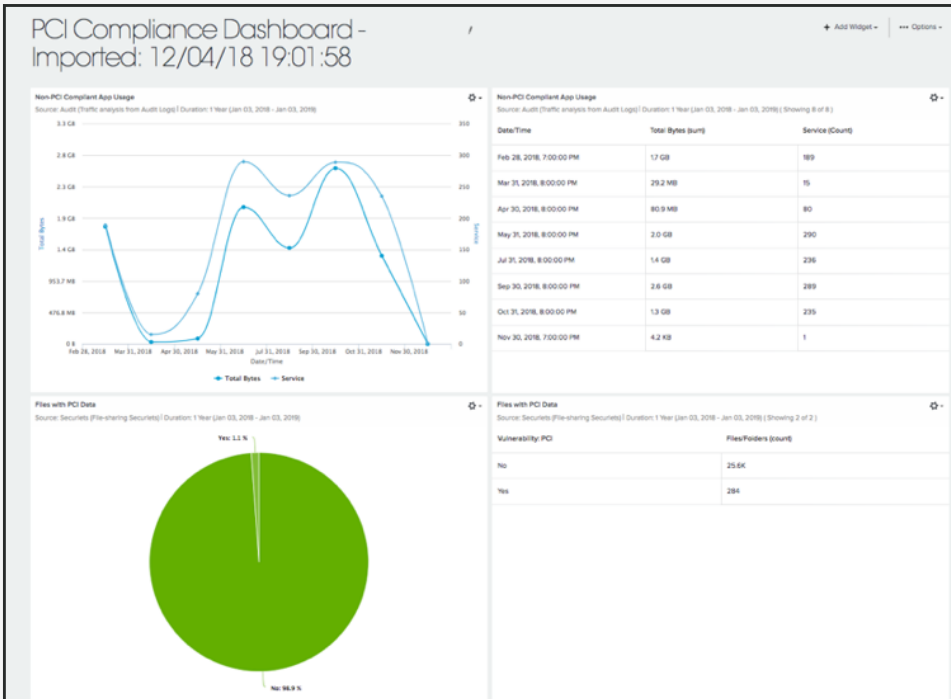 PCI Compliance Dashboard -
Imported: 12/04/18 19:01:58
+ Add Widget
••• Options
Non-PCI Compliant App Usage
Source: Audit (Traffic analysis from Audit Logs) | Duration: 1 Year (Jan 03, 2018 - Jan 03, 2019)
3.3 GB
2.8 GB
2.3 GB
1.9 GB
1.4 GB
953.7 MB
476.8 MB
0 B
Total Bytes
350
300
250
200
150
100
50
0
Service
Feb 28, 2018 Mar 31, 2018 Apr 30, 2018 May 31, 2018 Jul 31, 2018 Sep 30, 2018 Oct 31, 2018 Nov 30, 2018
Date/Time
Total Bytes Service
Non-PCI Compliant App Usage
Source: Audit (Traffic analysis from Audit Logs) | Duration: 1 Year (Jan 03, 2018 - Jan 03, 2019) ( Showing 8 of 8 )
Date/Time Total Bytes (sum) Service (Count)
Feb 28, 2018, 7:00:00 PM 1.7 GB 189
Mar 31, 2018, 8:00:00 PM 29.2 MB 15
Apr 30, 2018, 8:00:00 PM 80.9 MB 80
May 31, 2018, 8:00:00 PM 2.0 GB 290
Jul 31, 2018, 8:00:00 PM 1.4 GB 236
Sep 30, 2018, 8:00:00 PM 2.6 GB 289
Oct 31, 2018, 8:00:00 PM 1.3 GB 235
Nov 30, 2018, 7:00:00 PM 4.2 KB 1
Files with PCI Data
Source: Securlets (File-sharing Securlets) | Duration: 1 Year (Jan 03, 2018 - Jan 03, 2019)
Yes: 1.1 %
No: 98.9 %
Files with PCI Data
Source: Securlets (File-sharing Securlets) | Duration: 1 Year (Jan 03, 2018 - Jan 03, 2019) ( Showing 2 of 2 )
Vulnerability: PCI Files/Folders (count)
No 25.6K
Yes 284